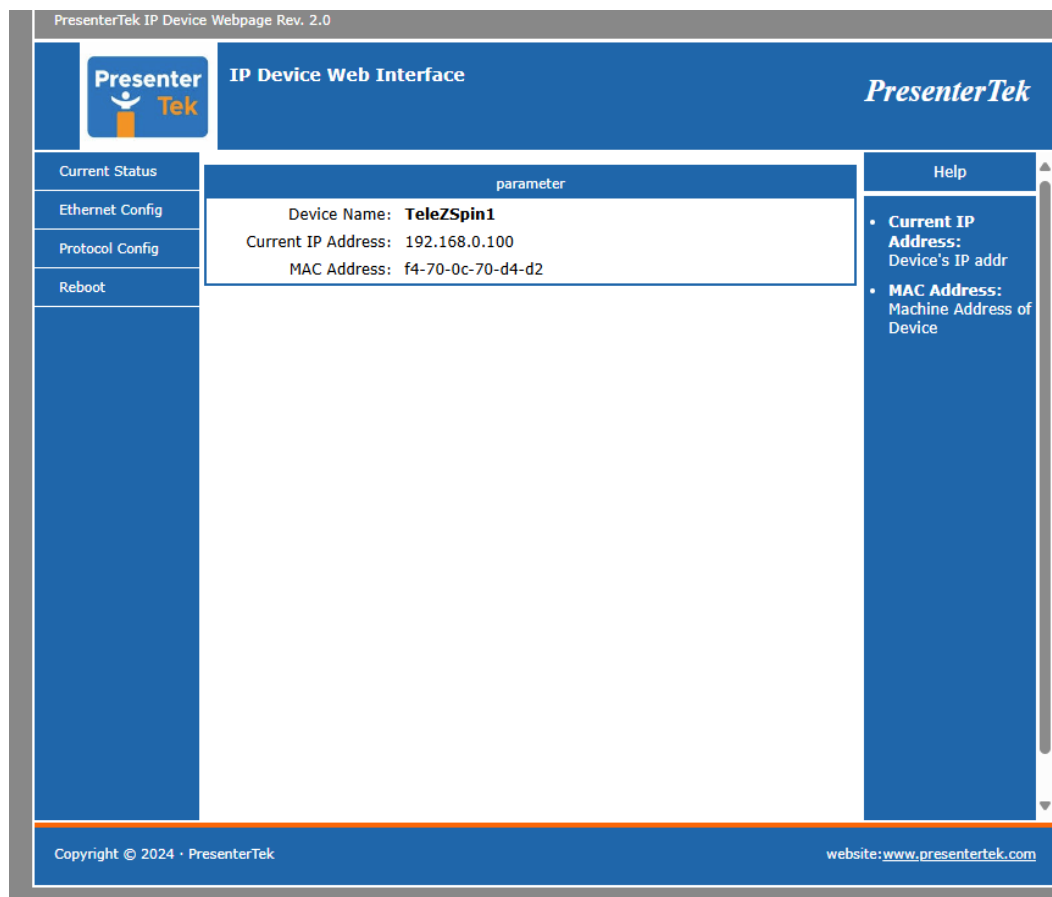 PresenterTek IP Device Webpage Rev. 2.0
Presenter
Tek
IP Device Web Interface
PresenterTek
Current Status
Ethernet Config
Protocol Config
Reboot
parameter
Device Name: TeleZSpin1
Current IP Address: 192.168.0.100
MAC Address: f4-70-0c-70-d4-d2
Help
• Current IP
Address:
Device's IP addr
• MAC Address:
Machine Address of
Device
Copyright © 2024 · PresenterTek
website:www.presentertek.com